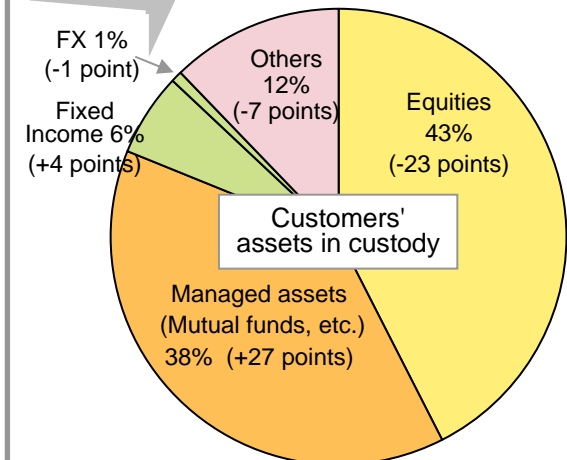 FX 1%
(-1 point)
Others
12%
(-7 points)
Equities
43%
(-23 points)
Fixed
Income 6%
(+4 points)
Customers'
assets in custody
Managed assets
(Mutual funds, etc.)
38% (+27 points)